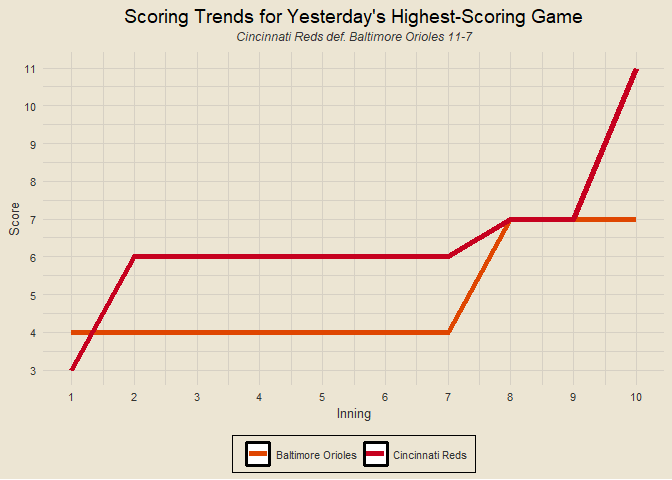 Scoring Trends for Yesterday's Highest-Scoring Game
Cincinnati Reds def. Baltimore Orioles 11-7
11
10
9
8
7
6
5
4
3
Score
1 2 3 4 5 6 7 8 9 10
Inning
Baltimore Orioles Cincinnati Reds